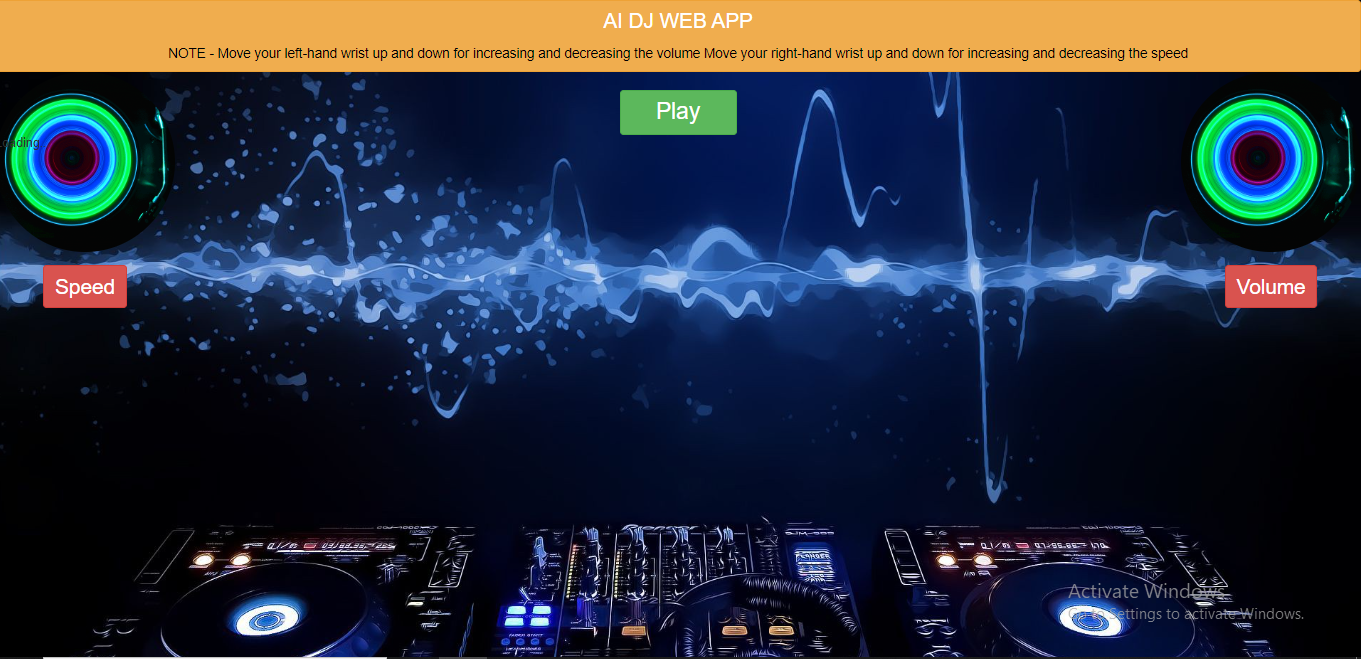 AI DJ WEB APP
NOTE - Move your left-hand wrist up and down for increasing and decreasing the volume Move your right-hand wrist up and down for increasing and decreasing the speed
Play
Loading
Speed
Volume
Activate Windows
Go to Settings to activate Windows.